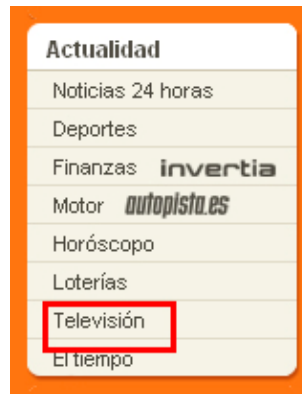 Actualidad
Noticias 24 horas
Deportes
Finanzas invertia
Motor autopista.es
Horóscopo
Loterías
Televisión
El tiempo